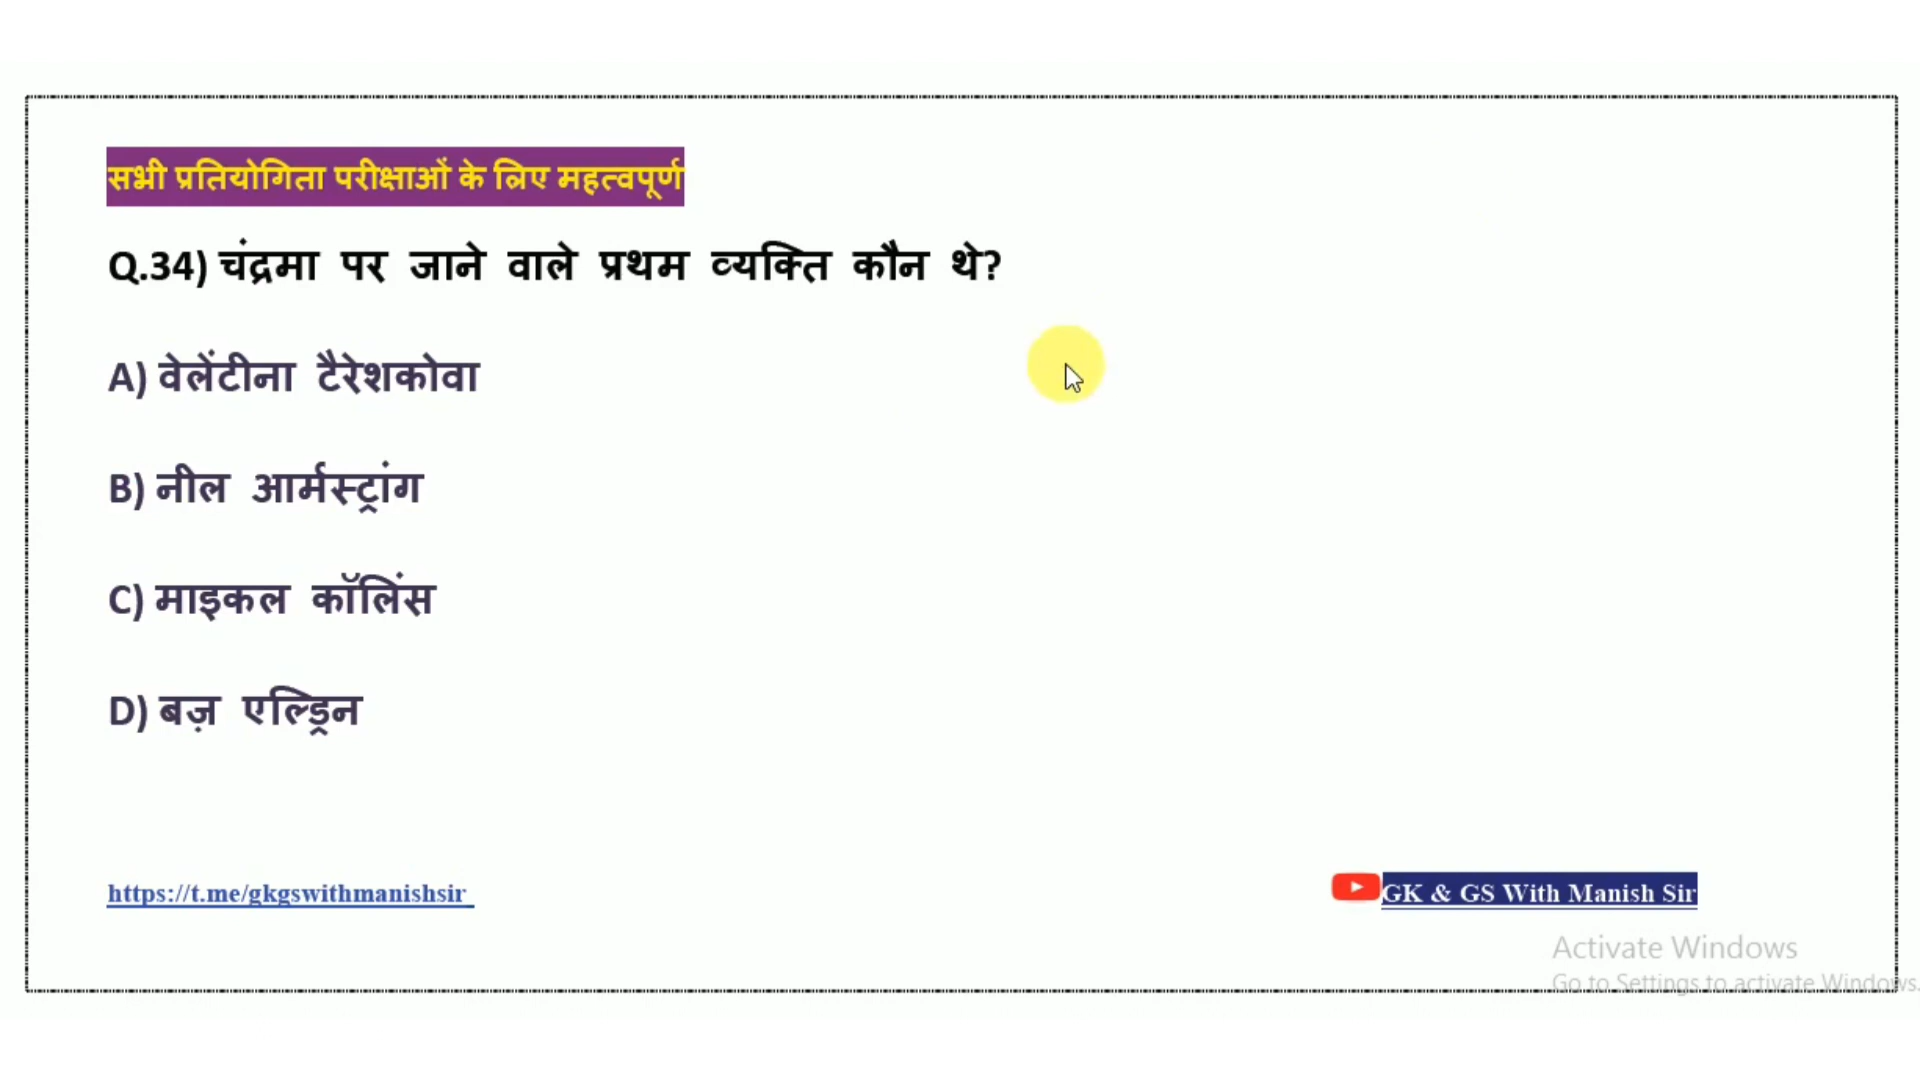 सभी प्रतियोगिता परीक्षाओं के लिए महत्वपूर्ण
Q.34) चंद्रमा पर जाने वाले प्रथम व्यक्ति कौन थे?
A) वेलेंटीना टैरेशकोवा
B) नील आर्मस्ट्रांग
C) माइकल कॉलिंस
D) बज़ एल्ड्रिन
https://t.me/gkgswithmanishsir
GK & GS With Manish Sir
Activate Windows
Go to Settings to activate Windows.